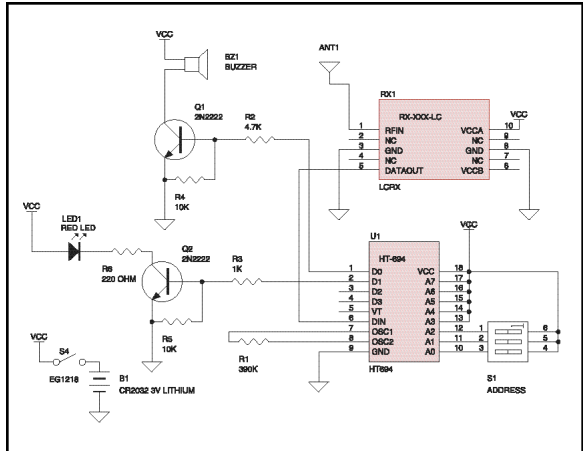 VCC
BZ1
BUZZER
ANT1
RX1
RX-XXX-LC
1 RFIN VCCA 10 VCC
2 NC NC 9
3 GND GND 8
4 NC NC 7
5 DATAOUT VCCB 6
LCRX
Q1
2N2222
R2
4.7K
R4
10K
VCC
LED1
RED LED
Q2
2N2222
R3
1K
R6
220 OHM
R5
10K
U1
VCC
HT-694
1 D0 VCC 18
2 D1 A7 17
3 D2 A6 16
4 D3 A5 15
5 VT A4 14
6 DIN A3 13
7 OSC1 A2 12 1 6
8 OSC2 A1 11 2 5
9 GND A0 10 3 4
HT694
R1
390K
S1
ADDRESS
VCC
S4
EG1218
B1
CR2032 3V LITHIUM